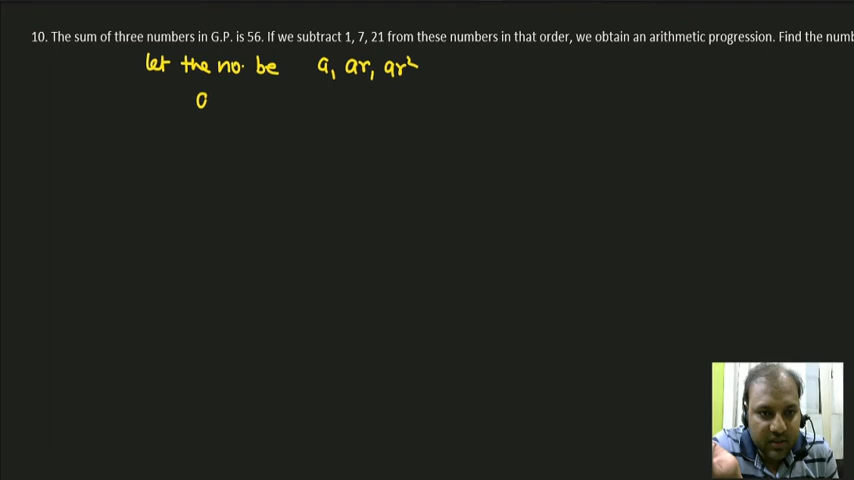 10. The sum of three numbers in G.P. is 56. If we subtract 1, 7, 21 from these numbers in that order, we obtain an arithmetic progression. Find the numb
let the no. be a, ar, ar²
a